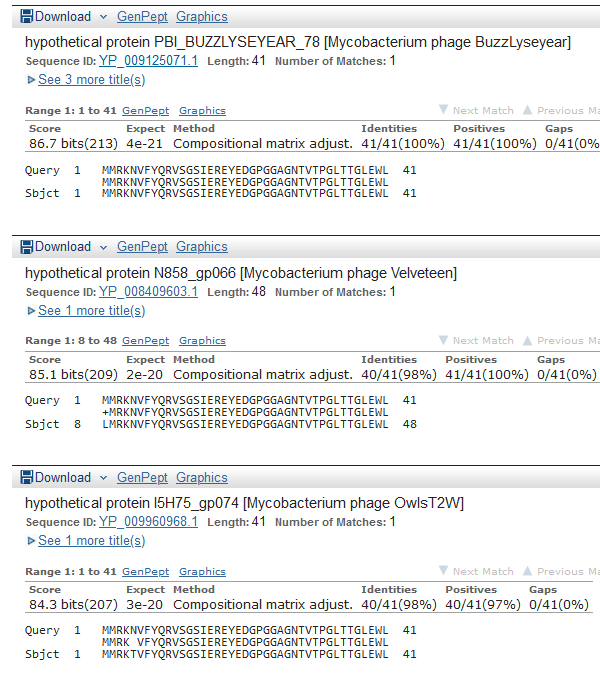 Download GenPept Graphics
hypothetical protein PBI_BUZZLYSEYEAR_78 [Mycobacterium phage BuzzLyseyear]
Sequence ID: YP_009125071.1 Length: 41 Number of Matches: 1
See 3 more title(s)
Range 1: 1 to 41 GenPept Graphics Next Match Previous Ma
Score Expect Method Identities Positives Gaps
86.7 bits(213) 4e-21 Compositional matrix adjust. 41/41(100%) 41/41(100%) 0/41(0%
Query 1 MMRKNVFYQRVSGSIEREYEDGPGGAGNTVTPGLTTGLEWL 41
MMRKNVFYQRVSGSIEREYEDGPGGAGNTVTPGLTTGLEWL
Sbjct 1 MMRKNVFYQRVSGSIEREYEDGPGGAGNTVTPGLTTGLEWL 41
Download GenPept Graphics
hypothetical protein N858_gp066 [Mycobacterium phage Velveteen]
Sequence ID: YP_008409603.1 Length: 48 Number of Matches: 1
See 1 more title(s)
Range 1: 8 to 48 GenPept Graphics Next Match Previous Ma
Score Expect Method Identities Positives Gaps
85.1 bits(209) 2e-20 Compositional matrix adjust. 40/41(98%) 41/41(100%) 0/41(0%)
Query 1 MMRKNVFYQRVSGSIEREYEDGPGGAGNTVTPGLTTGLEWL 41
+MRKNVFYQRVSGSIEREYEDGPGGAGNTVTPGLTTGLEWL
Sbjct 8 LMRKNVFYQRVSGSIEREYEDGPGGAGNTVTPGLTTGLEWL 48
Download GenPept Graphics
hypothetical protein I5H75_gp074 [Mycobacterium phage OwlsT2W]
Sequence ID: YP_009960968.1 Length: 41 Number of Matches: 1
See 1 more title(s)
Range 1: 1 to 41 GenPept Graphics Next Match Previous Ma
Score Expect Method Identities Positives Gaps
84.3 bits(207) 3e-20 Compositional matrix adjust. 40/41(98%) 40/41(97%) 0/41(0%)
Query 1 MMRKNVFYQRVSGSIEREYEDGPGGAGNTVTPGLTTGLEWL 41
MMRK VFYQRVSGSIEREYEDGPGGAGNTVTPGLTTGLEWL
Sbjct 1 MMRKTVFYQRVSGSIEREYEDGPGGAGNTVTPGLTTGLEWL 41